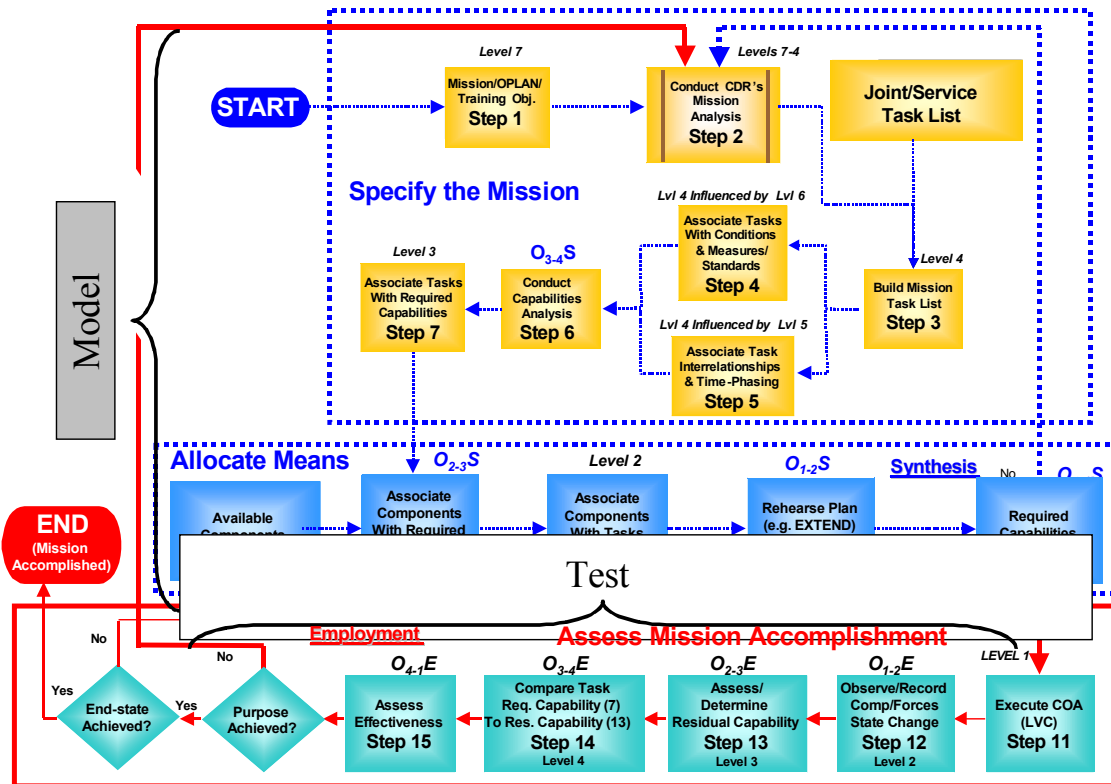 Level 7
Levels 7-4
START
Mission/OPLAN/
Training Obj.
Step 1
Conduct CDR's
Mission
Analysis
Step 2
Joint/Service
Task List
Model
Specify the Mission
Lvl 4 Influenced by Lvl 6
Associate Tasks
With Conditions
& Measures/
Standards
Step 4
Level 4
Build Mission
Task List
Step 3
Level 3
Associate Tasks
With Required
Capabilities
Step 7
O3-4S
Conduct
Capabilities
Analysis
Step 6
Lvl 4 Influenced by Lvl 5
Associate Task
Interrelationships
& Time-Phasing
Step 5
Allocate Means
O2-3S
Level 2
O1-2S
Synthesis
No
Available
Components
Associate
Components
With Required
Associate
Components
With Tasks
Rehearse Plan
(e.g. EXTEND)
Required
Capabilities
END
(Mission
Accomplished)
Test
Employment
Assess Mission Accomplishment
No
No
Yes
Yes
End-state
Achieved?
Purpose
Achieved?
O4-1E
Assess
Effectiveness
Step 15
O3-4E
Compare Task
Req. Capability (7)
To Res. Capability (13)
Step 14
Level 4
O2-3E
Assess/
Determine
Residual Capability
Step 13
Level 3
O1-2E
Observe/Record
Comp/Forces
State Change
Step 12
Level 2
LEVEL 1
Execute COA
(LVC)
Step 11